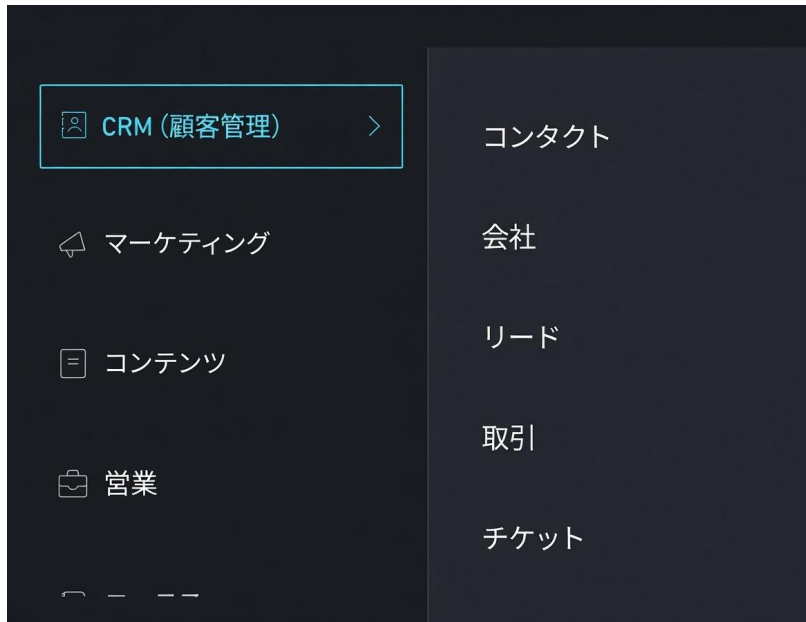 CRM (顧客管理)
マーケティング
コンテンツ
営業
コンタクト
会社
リード
取引
チケット